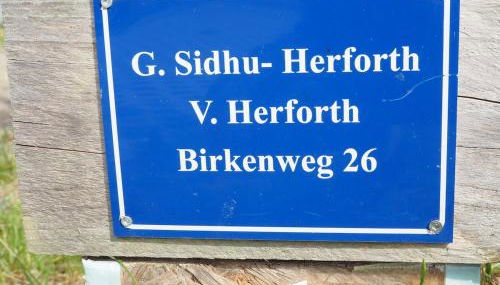 G. Sidhu- Herforth
V. Herforth
Birkenweg 26